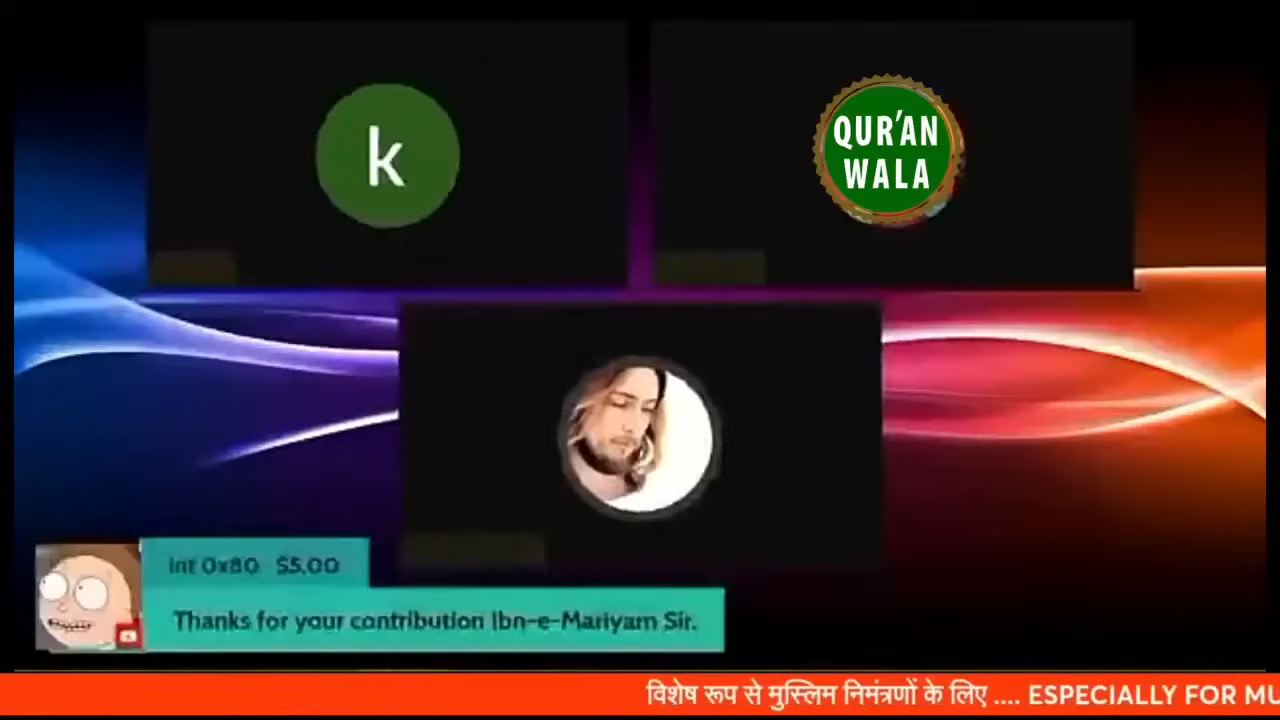 k
QUR'AN
WALA
Int 0x80 $5.00
Thanks for your contribution Ibn-e-Mariyam Sir.
विशेष रूप से मुस्लिम निमंत्रणों के लिए .... ESPECIALLY FOR MU